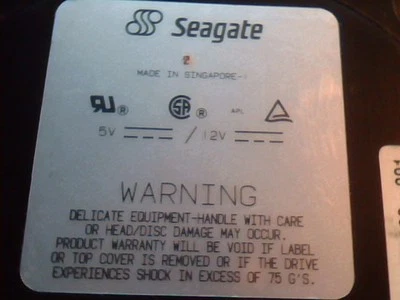 Seagate
2
MADE IN SINGAPORE-1
5V / 12V
WARNING
DELICATE EQUIPMENT-HANDLE WITH CARE
OR HEAD/DISC DAMAGE MAY OCCUR.
PRODUCT WARRANTY WILL BE VOID IF LABEL
OR TOP COVER IS REMOVED OR IF THE DRIVE
EXPERIENCES SHOCK IN EXCESS OF 75 G'S.